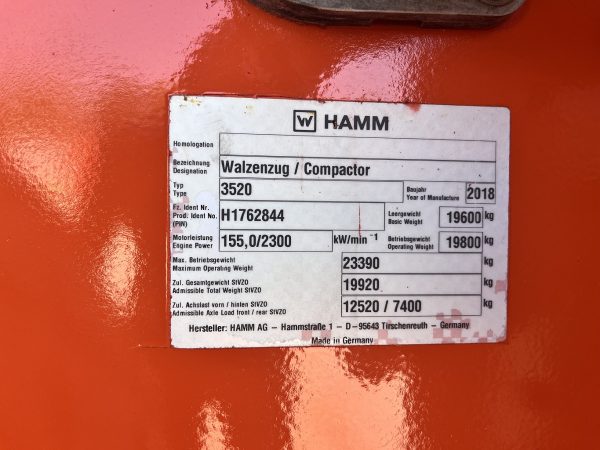 W HAMM
Homologation
Bezeichnung
Designation Walzenzug / Compactor
Typ
Type 3520 Baujahr
Year of Manufacture 2018
Fz. Ident Nr.
Prod. Ident No.
(PIN) H1762844 Leergewicht
Basic Weight 19600 kg
Motorleistung
Engine Power 155,0/2300 kW/min⁻¹ Betriebsgewicht
Operating Weight 19800 kg
Max. Betriebsgewicht
Maximum Operating Weight 23390 kg
Zul. Gesamtgewicht StVZO
Admissible Total Weight StVZO 19920 kg
Zul. Achslast vorn / hinten StVZO
Admissible Axle Load front / rear StVZO 12520 / 7400 kg
Hersteller: HAMM AG – Hammstraße 1 – D-95643 Tirschenreuth – Germany
Made in Germany